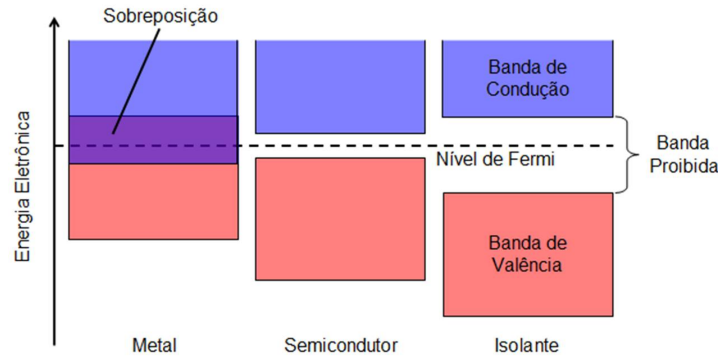 Sobreposição
Energia Eletrônica
Banda de
Condução
Nível de Fermi
Banda
Proibida
Banda de
Valência
Metal
Semicondutor
Isolante